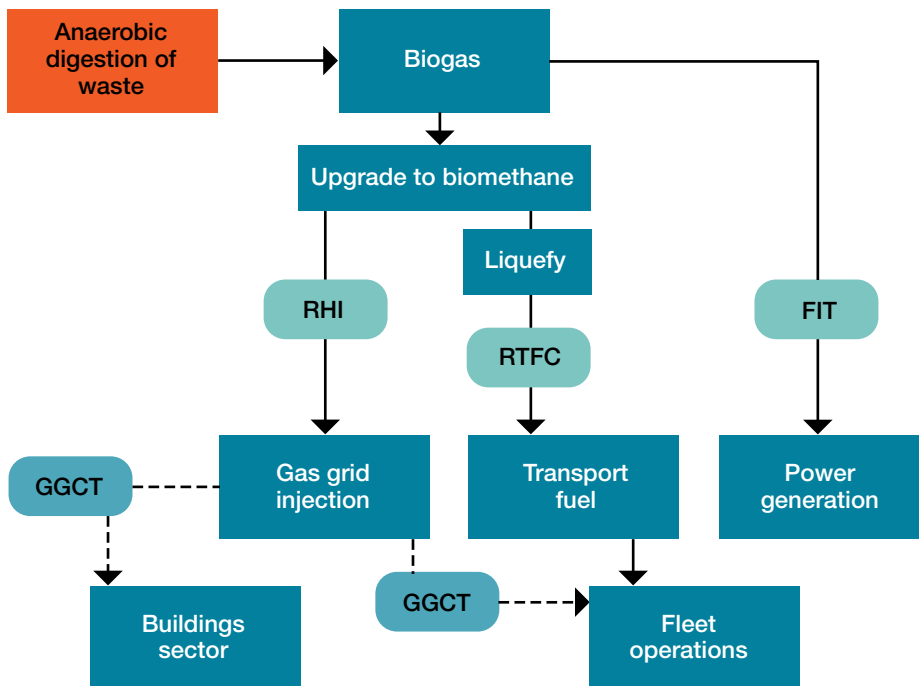 Anaerobic
digestion of
waste
Biogas
Upgrade to biomethane
Liquefy
RHI
FIT
RTFC
Gas grid
injection
Transport
fuel
Power
generation
GGCT
GGCT
Buildings
sector
Fleet
operations